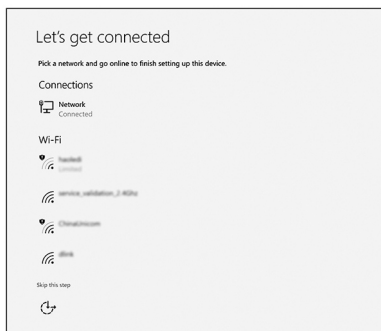 Let's get connected
Pick a network and go online to finish setting up this device.
Connections
Network
Connected
Wi-Fi
Limited
service_validation_2.4Ghz
ChinaUnicom
dlink
Skip this step